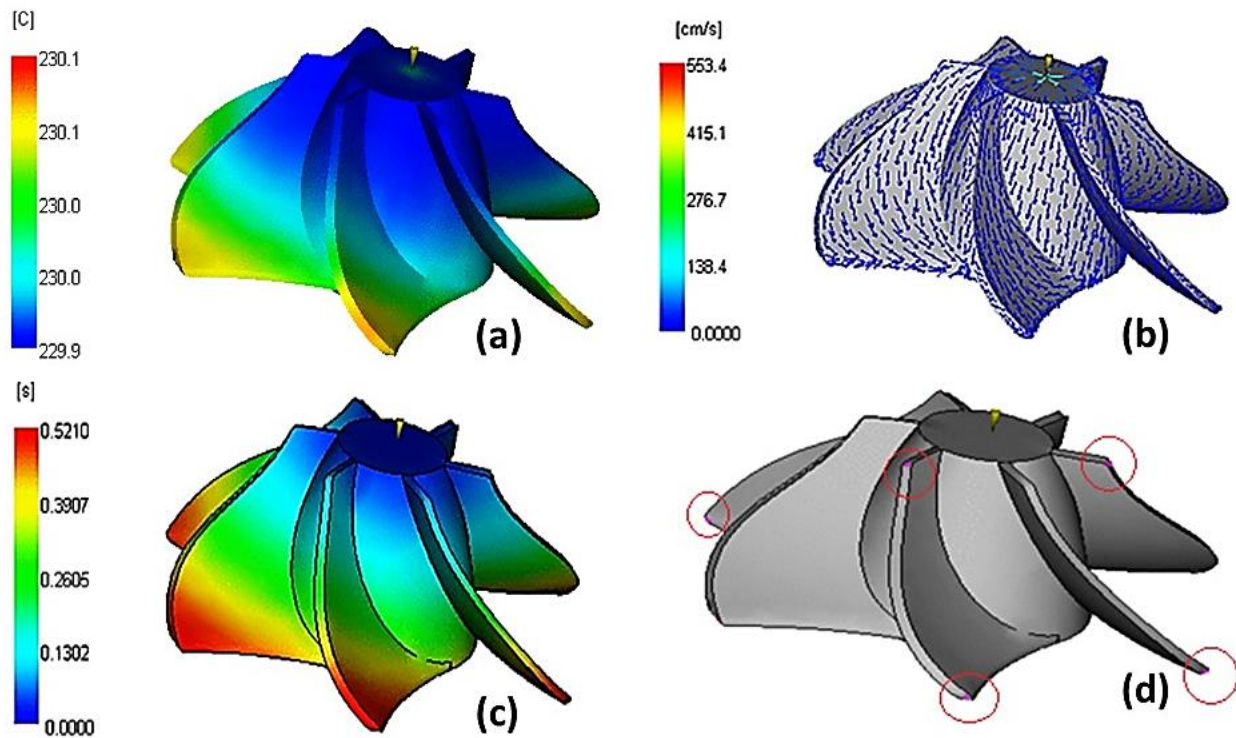 [C]
230.1
230.1
230.0
230.0
229.9
(a)
[cm/s]
553.4
415.1
276.7
138.4
0.0000
(b)
[s]
0.5210
0.3907
0.2605
0.1302
0.0000
(c)
(d)